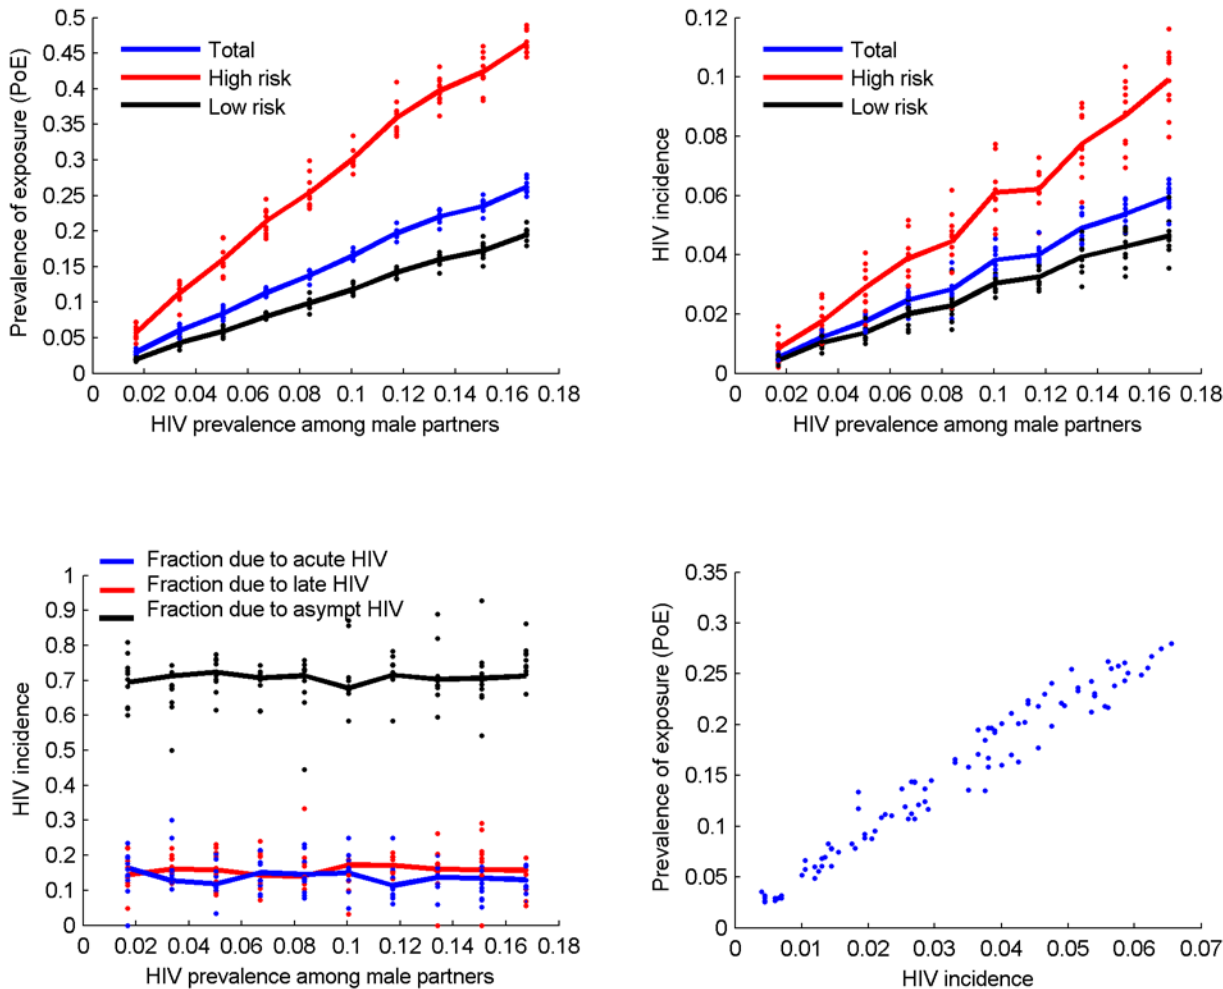 Prevalence of exposure (PoE)
0.5
0.45
0.4
0.35
0.3
0.25
0.2
0.15
0.1
0.05
0
Total
High risk
Low risk
0 0.02 0.04 0.06 0.08 0.1 0.12 0.14 0.16 0.18
HIV prevalence among male partners
HIV incidence
0.12
0.1
0.08
0.06
0.04
0.02
0
Total
High risk
Low risk
0 0.02 0.04 0.06 0.08 0.1 0.12 0.14 0.16 0.18
HIV prevalence among male partners
Fraction due to acute HIV
Fraction due to late HIV
Fraction due to asympt HIV
HIV incidence
1
0.9
0.8
0.7
0.6
0.5
0.4
0.3
0.2
0.1
0
0 0.02 0.04 0.06 0.08 0.1 0.12 0.14 0.16 0.18
HIV prevalence among male partners
Prevalence of exposure (PoE)
0.35
0.3
0.25
0.2
0.15
0.1
0.05
0
0 0.01 0.02 0.03 0.04 0.05 0.06 0.07
HIV incidence